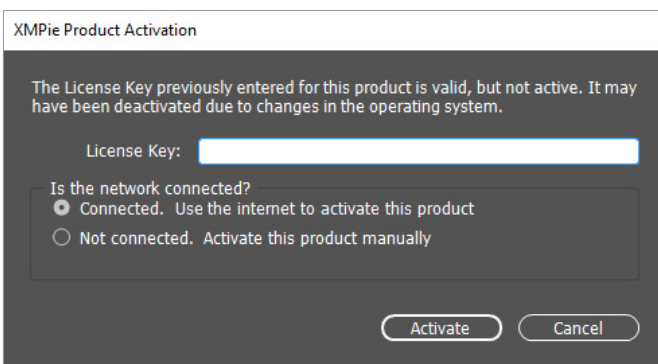 XMPie Product Activation
The License Key previously entered for this product is valid, but not active. It may
have been deactivated due to changes in the operating system.
License Key:
Is the network connected?
Connected. Use the internet to activate this product
Not connected. Activate this product manually
Activate
Cancel